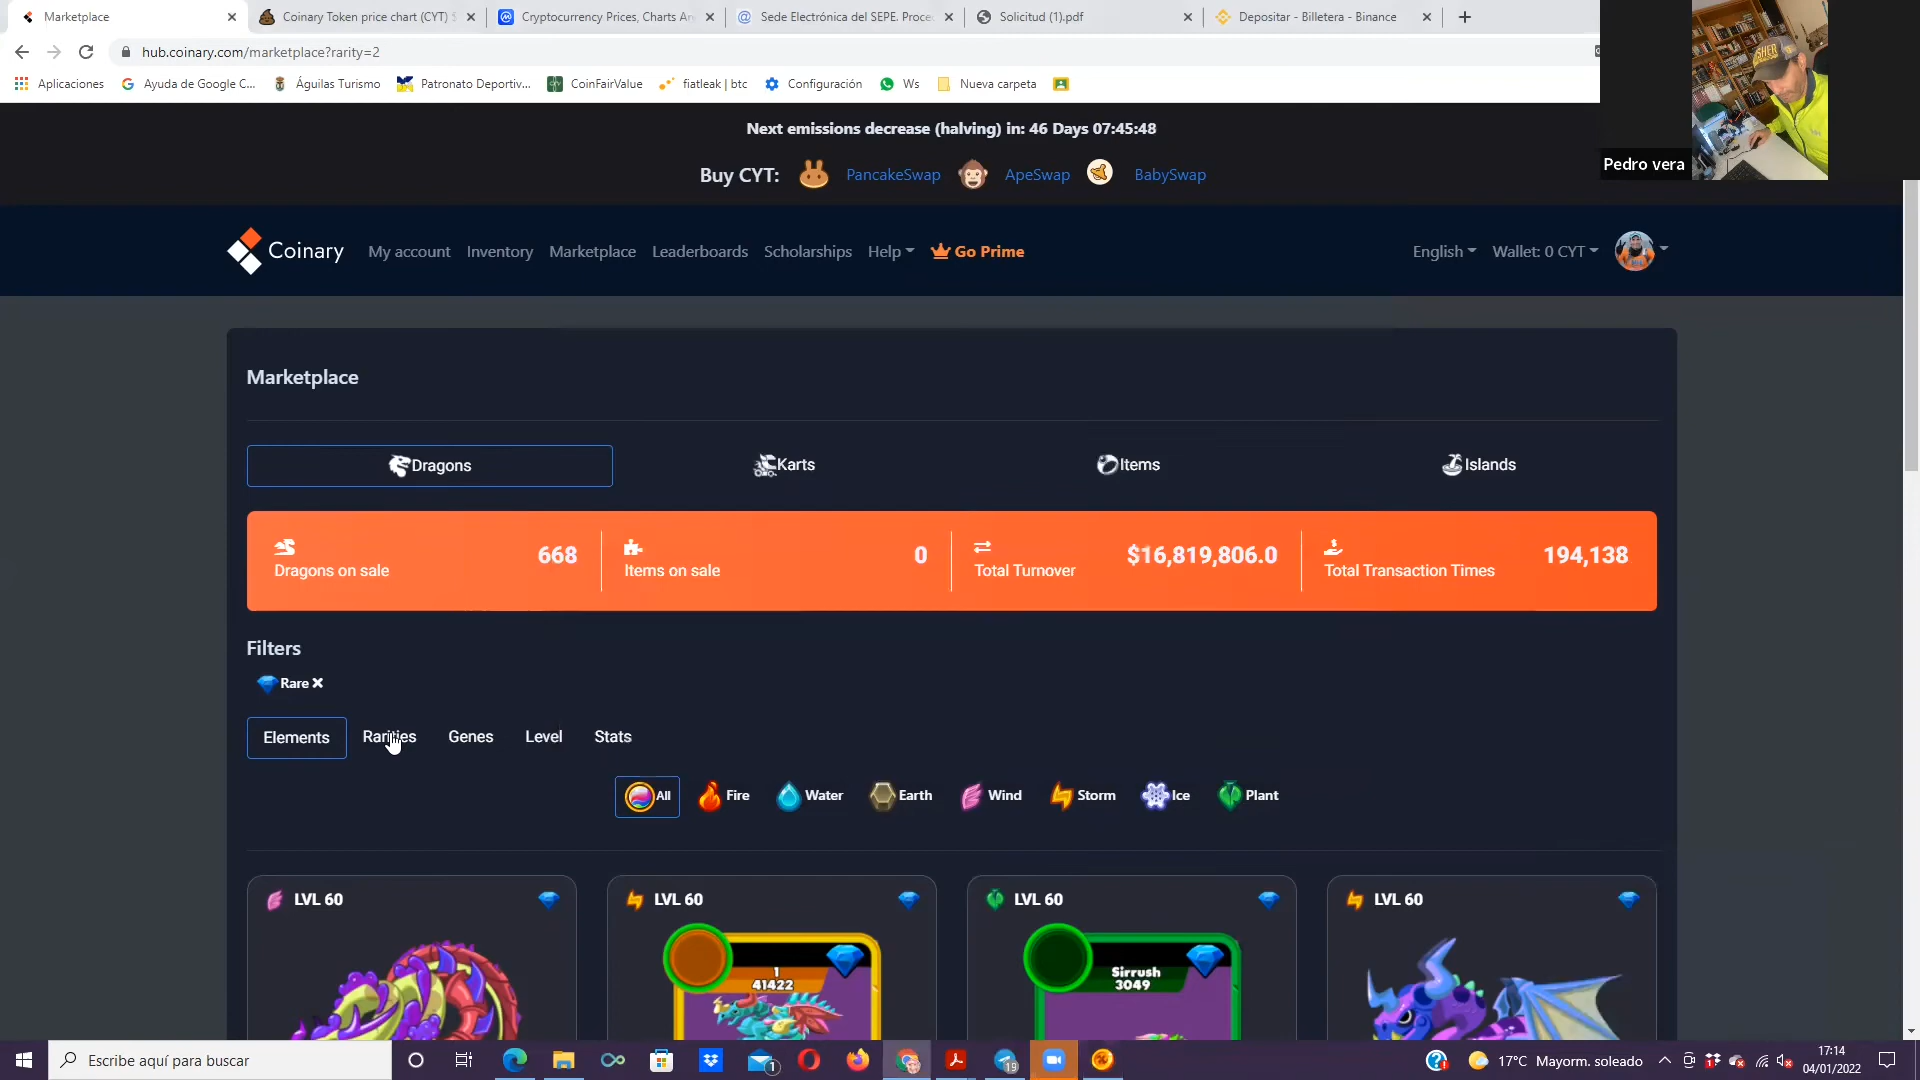 Marketplace
Coinary Token price chart (CYT) $
Cryptocurrency Prices, Charts An
Sede Electrónica del SEPE. Proce
Solicitud (1).pdf
Depositar - Billetera - Binance
hub.coinary.com/marketplace?rarity=2
Aplicaciones
Ayuda de Google C...
Águilas Turismo
Patronato Deportiv...
CoinFairValue
fiatleak | btc
Configuración
Ws
Nueva carpeta
Pedro vera
Next emissions decrease (halving) in: 46 Days 07:45:48
Buy CYT: PancakeSwap ApeSwap BabySwap
Coinary My account Inventory Marketplace Leaderboards Scholarships Help Go Prime English Wallet: 0 CYT
Marketplace
Dragons Karts Items Islands
Dragons on sale 668
Items on sale 0
Total Turnover $16,819,806.0
Total Transaction Times 194,138
Filters
Rare
Elements Rarities Genes Level Stats
All Fire Water Earth Wind Storm Ice Plant
LVL 60
LVL 60
1
41422
LVL 60
Sirrush
3049
LVL 60
Escribe aquí para buscar
1
19
17°C Mayorm. soleado
17:14
04/01/2022